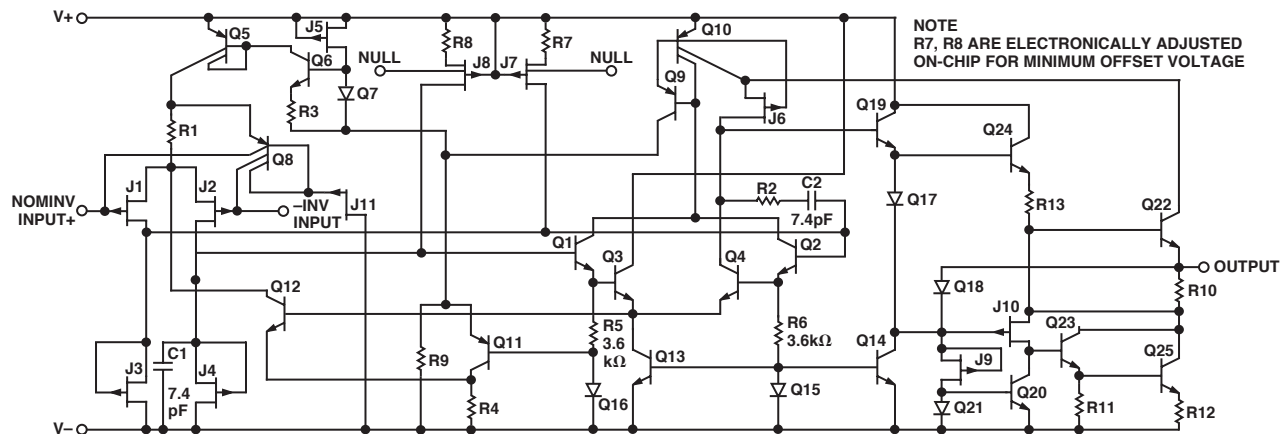 V+
Q5
J5
Q6
Q7
R3
R1
Q8
NULL
R8
J8
J7
R7
NULL
Q10
Q9
J6
NOTE
R7, R8 ARE ELECTRONICALLY ADJUSTED
ON-CHIP FOR MINIMUM OFFSET VOLTAGE
Q19
Q24
NOMINV
INPUT+
J1
J2
–INV
INPUT
J11
R2
C2
7.4pF
Q17
R13
Q22
Q1
Q3
Q4
Q2
OUTPUT
Q12
Q18
R10
J10
R5
3.6
kΩ
R6
3.6kΩ
Q23
J3
C1
7.4
pF
J4
R9
Q11
Q13
Q14
J9
Q25
R4
Q16
Q15
Q21
Q20
R11
R12
V–